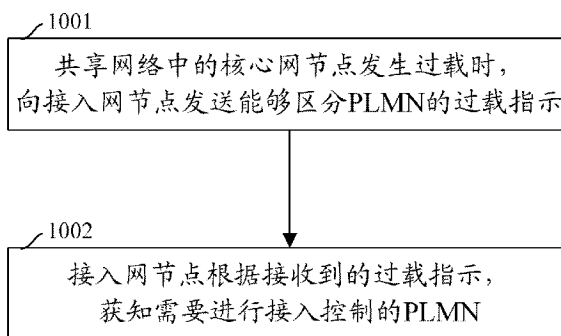 1001
共享网络中的核心网节点发生过载时，
向接入网节点发送能够区分PLMN的过载指示
1002
接入网节点根据接收到的过载指示，
获知需要进行接入控制的PLMN